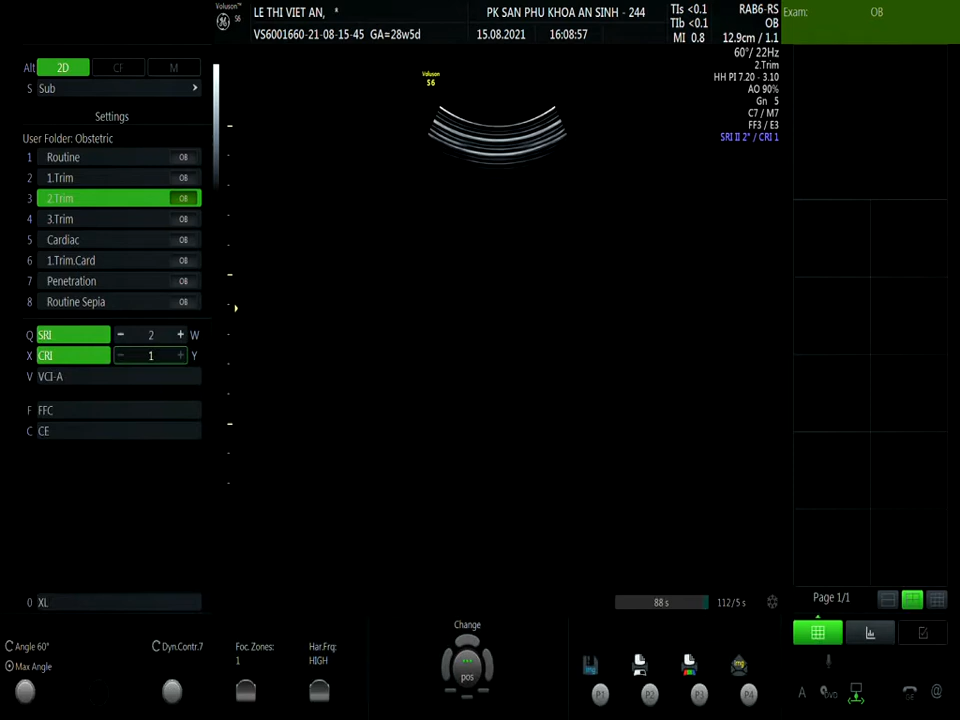 Voluson™
S6
LE THI VIET AN, *
PK SAN PHU KHOA AN SINH - 244
VS6001660-21-08-15-45 GA=28w5d
15.08.2021
16:08:57
TIs <0.1
TIb <0.1
MI 0.8
RAB6-RS
OB
12.9cm / 1.1
60°/ 22Hz
2.Trim
HH PI 7.20 - 3.10
AO 90%
Gn 5
C7 / M7
FF3 / E3
SRI II 2" / CRI 1
Exam: OB
Voluson
S6
Alt 2D CF M
S Sub >
Settings
User Folder: Obstetric
1 Routine OB
2 1.Trim OB
3 2.Trim OB
4 3.Trim OB
5 Cardiac OB
6 1.Trim.Card OB
7 Penetration OB
8 Routine Sepia OB
Q SRI − 2 + W
X CRI − 1 + Y
V VCI-A
F FFC
C CE
0 XL
88 s
112/5 s
Page 1/1
Angle 60°
Max Angle
Dyn.Contr.7
Foc. Zones:
1
Har.Frq:
HIGH
Change
pos
Img
P1 P2 P3 P4
A DVD @